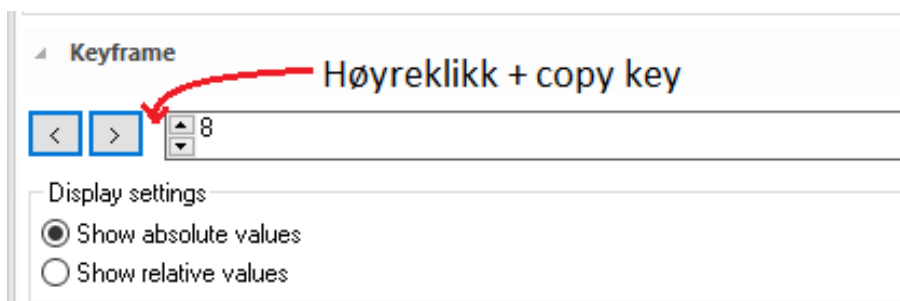 Keyframe
Høyreklikk + copy key
< > 8
Display settings
Show absolute values
Show relative values